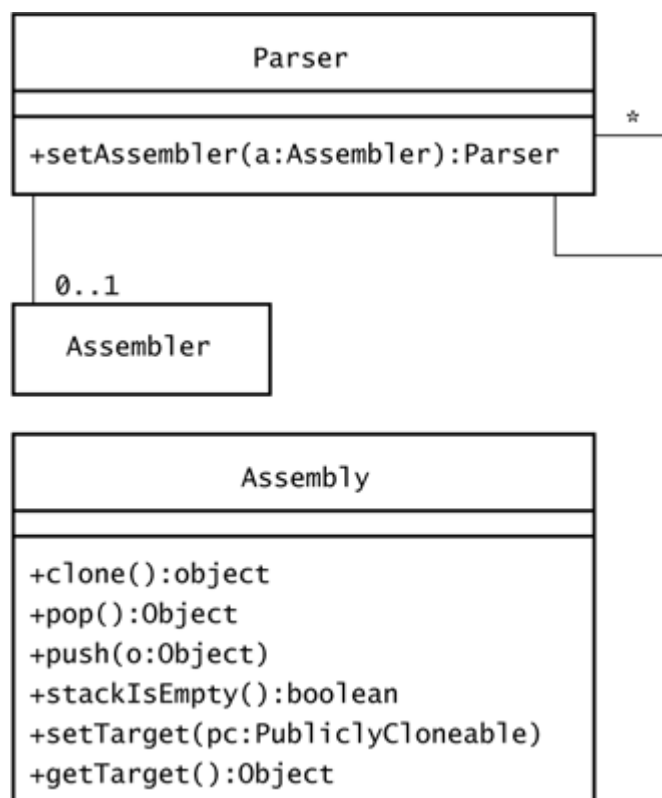 Parser
+setAssembler(a:Assembler):Parser
*
0..1
Assembler
Assembly
+clone():object
+pop():Object
+push(o:Object)
+stackIsEmpty():boolean
+setTarget(pc:PubliclyCloneable)
+getTarget():Object